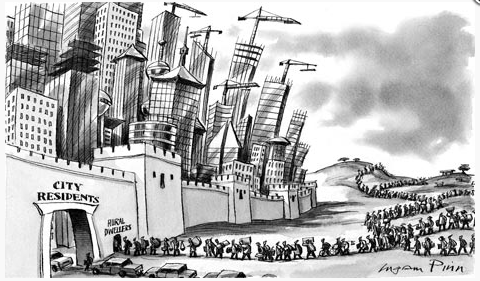 CITY
RESIDENTS
RURAL
DWELLERS
Ingram Pinn